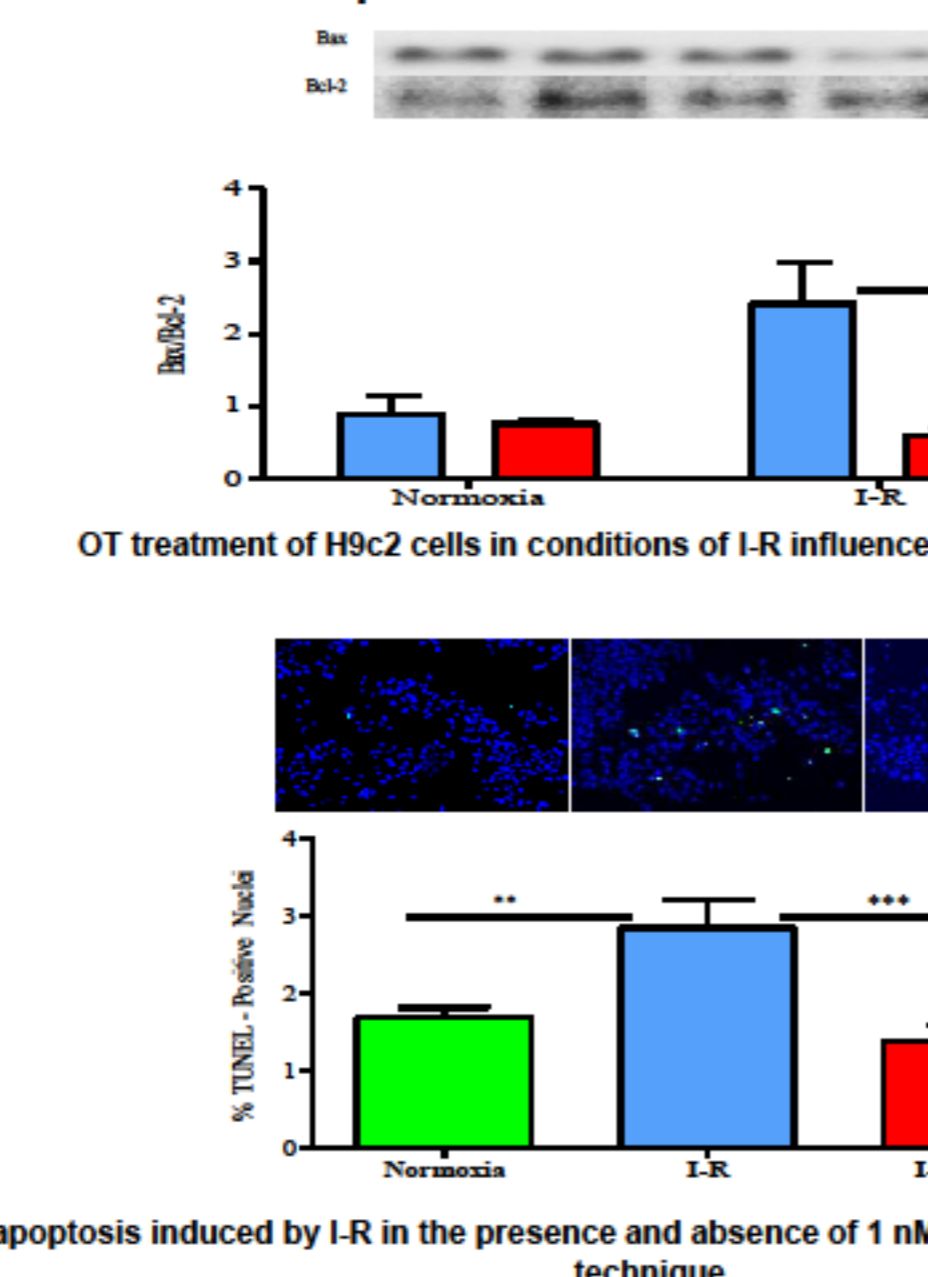 Bax
Bcl-2
4
3
2
1
0
Bax/Bcl-2
Normoxia
I-R
OT treatment of H9c2 cells in conditions of I-R influence
4
3
2
1
0
% TUNEL - Positive Nuclei
**
***
Normoxia
I-R
I-
apoptosis induced by I-R in the presence and absence of 1 nM
technique